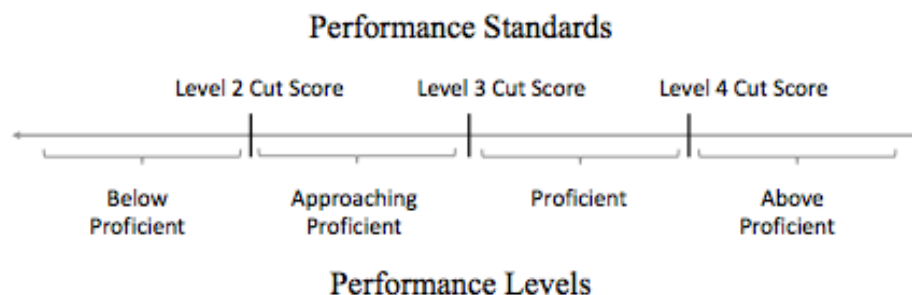 Performance Standards
Level 2 Cut Score Level 3 Cut Score Level 4 Cut Score
Below Approaching Proficient Above
Proficient Proficient Proficient
Performance Levels